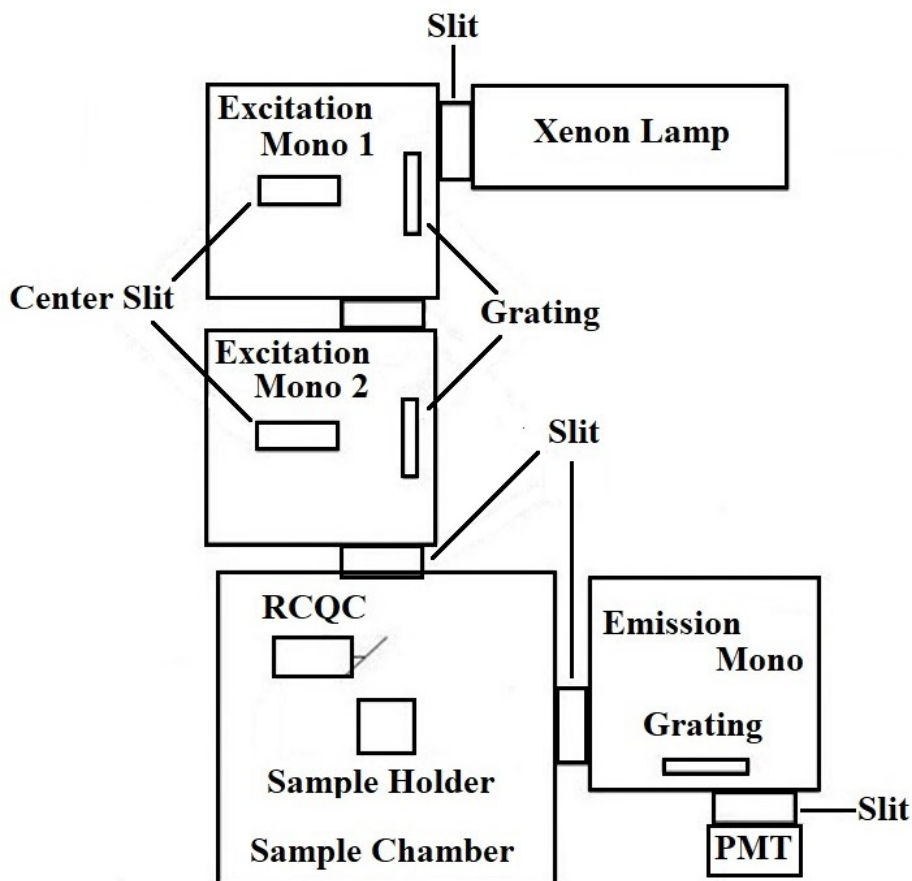 Slit
Excitation
Mono 1
Xenon Lamp
Center Slit
Grating
Excitation
Mono 2
Slit
RCQC
Emission
Mono
Grating
Sample Holder
Slit
Sample Chamber
PMT